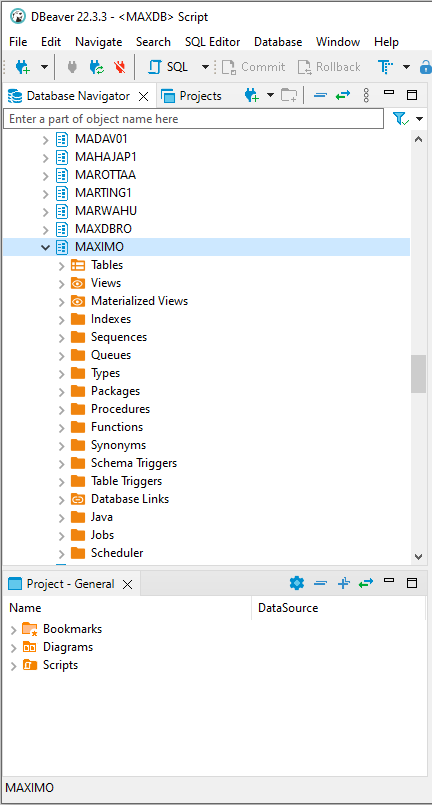 DBeaver 22.3.3 - <MAXDB> Script
File Edit Navigate Search SQL Editor Database Window Help
SQL Commit Rollback T
Database Navigator Projects
Enter a part of object name here
MADAV01
MAHAJAP1
MAROTTAA
MARTING1
MARWAHU
MAXDBRO
MAXIMO
Tables
Views
Materialized Views
Indexes
Sequences
Queues
Types
Packages
Procedures
Functions
Synonyms
Schema Triggers
Table Triggers
Database Links
Java
Jobs
Scheduler
Project - General
Name DataSource
Bookmarks
Diagrams
Scripts
MAXIMO